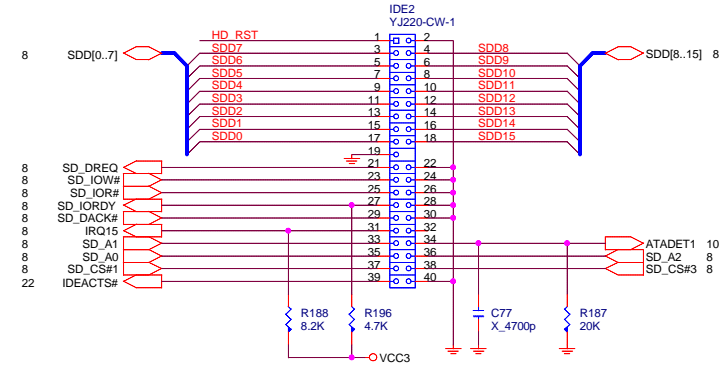 IDE2
YJ220-CW-1
HD_RST 1 2
8 SDD[0..7] SDD7 3 4 SDD8 SDD[8..15] 8
SDD6 5 6 SDD9
SDD5 7 8 SDD10
SDD4 9 10 SDD11
SDD3 11 12 SDD12
SDD2 13 14 SDD13
SDD1 15 16 SDD14
SDD0 17 18 SDD15
19
8 SD_DREQ 21 22
8 SD_IOW# 23 24
8 SD_IOR# 25 26
8 SD_IORDY 27 28
8 SD_DACK# 29 30
8 IRQ15 31 32
8 SD_A1 33 34 ATADET1 10
8 SD_A0 35 36 SD_A2 8
8 SD_CS#1 37 38 SD_CS#3 8
22 IDEACTS# 39 40
R188 R196 C77 R187
8.2K 4.7K X_4700p 20K
VCC3